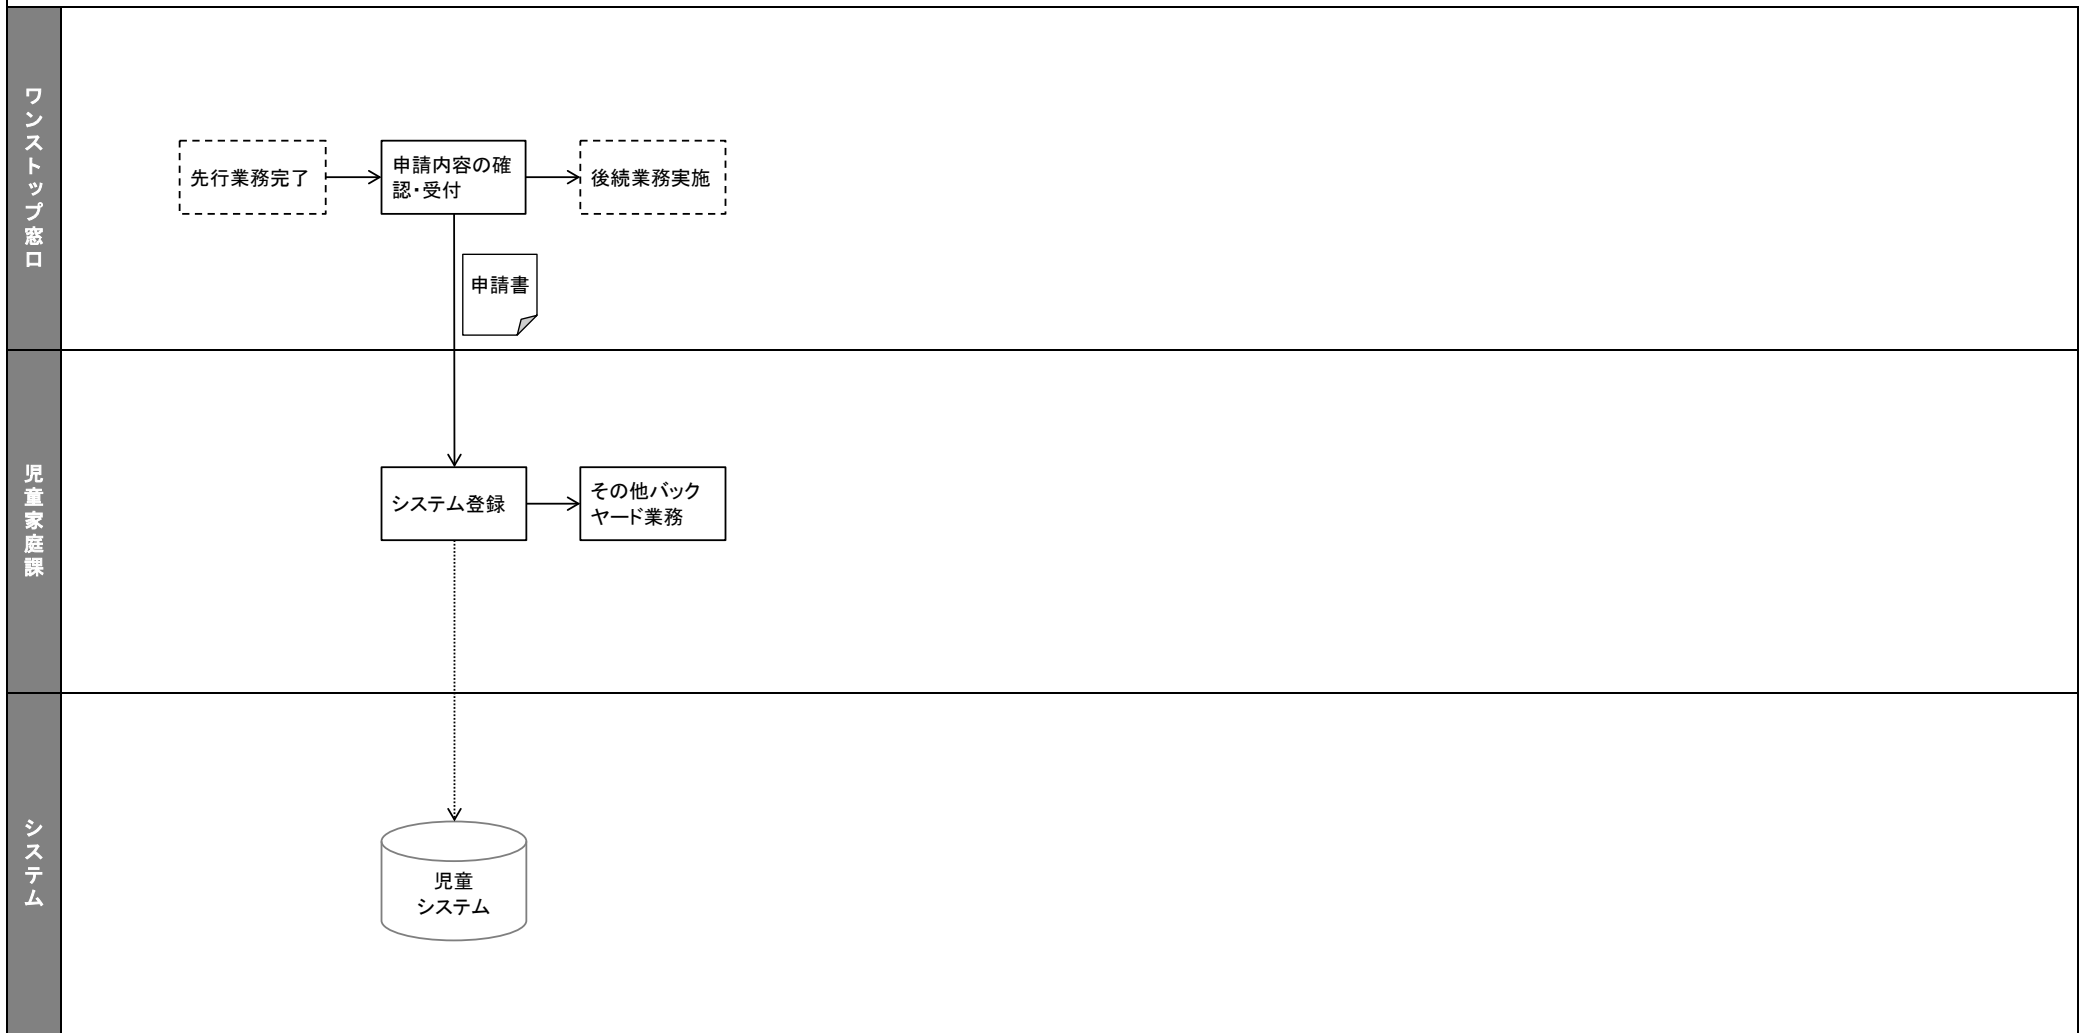 ワンストップ窓口
先行業務完了
申請内容の確
認・受付
後続業務実施
申請書
児童家庭課
システム登録
その他バック
ヤード業務
システム
児童
システム